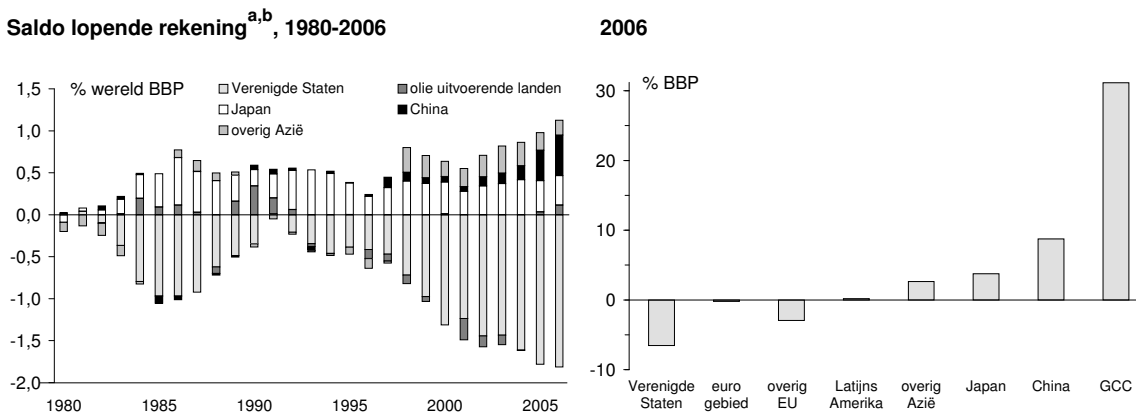 Saldo lopende rekening a,b, 1980-2006
% wereld BBP
Verenigde Staten
olie uitvoerende landen
Japan
China
overig Azië
1,5
1,0
0,5
0,0
-0,5
-1,0
-1,5
-2,0
1980 1985 1990 1995 2000 2005
2006
% BBP
30
20
10
0
-10
Verenigde Staten
euro gebied
overig EU
Latijns Amerika
overig Azië
Japan
China
GCC